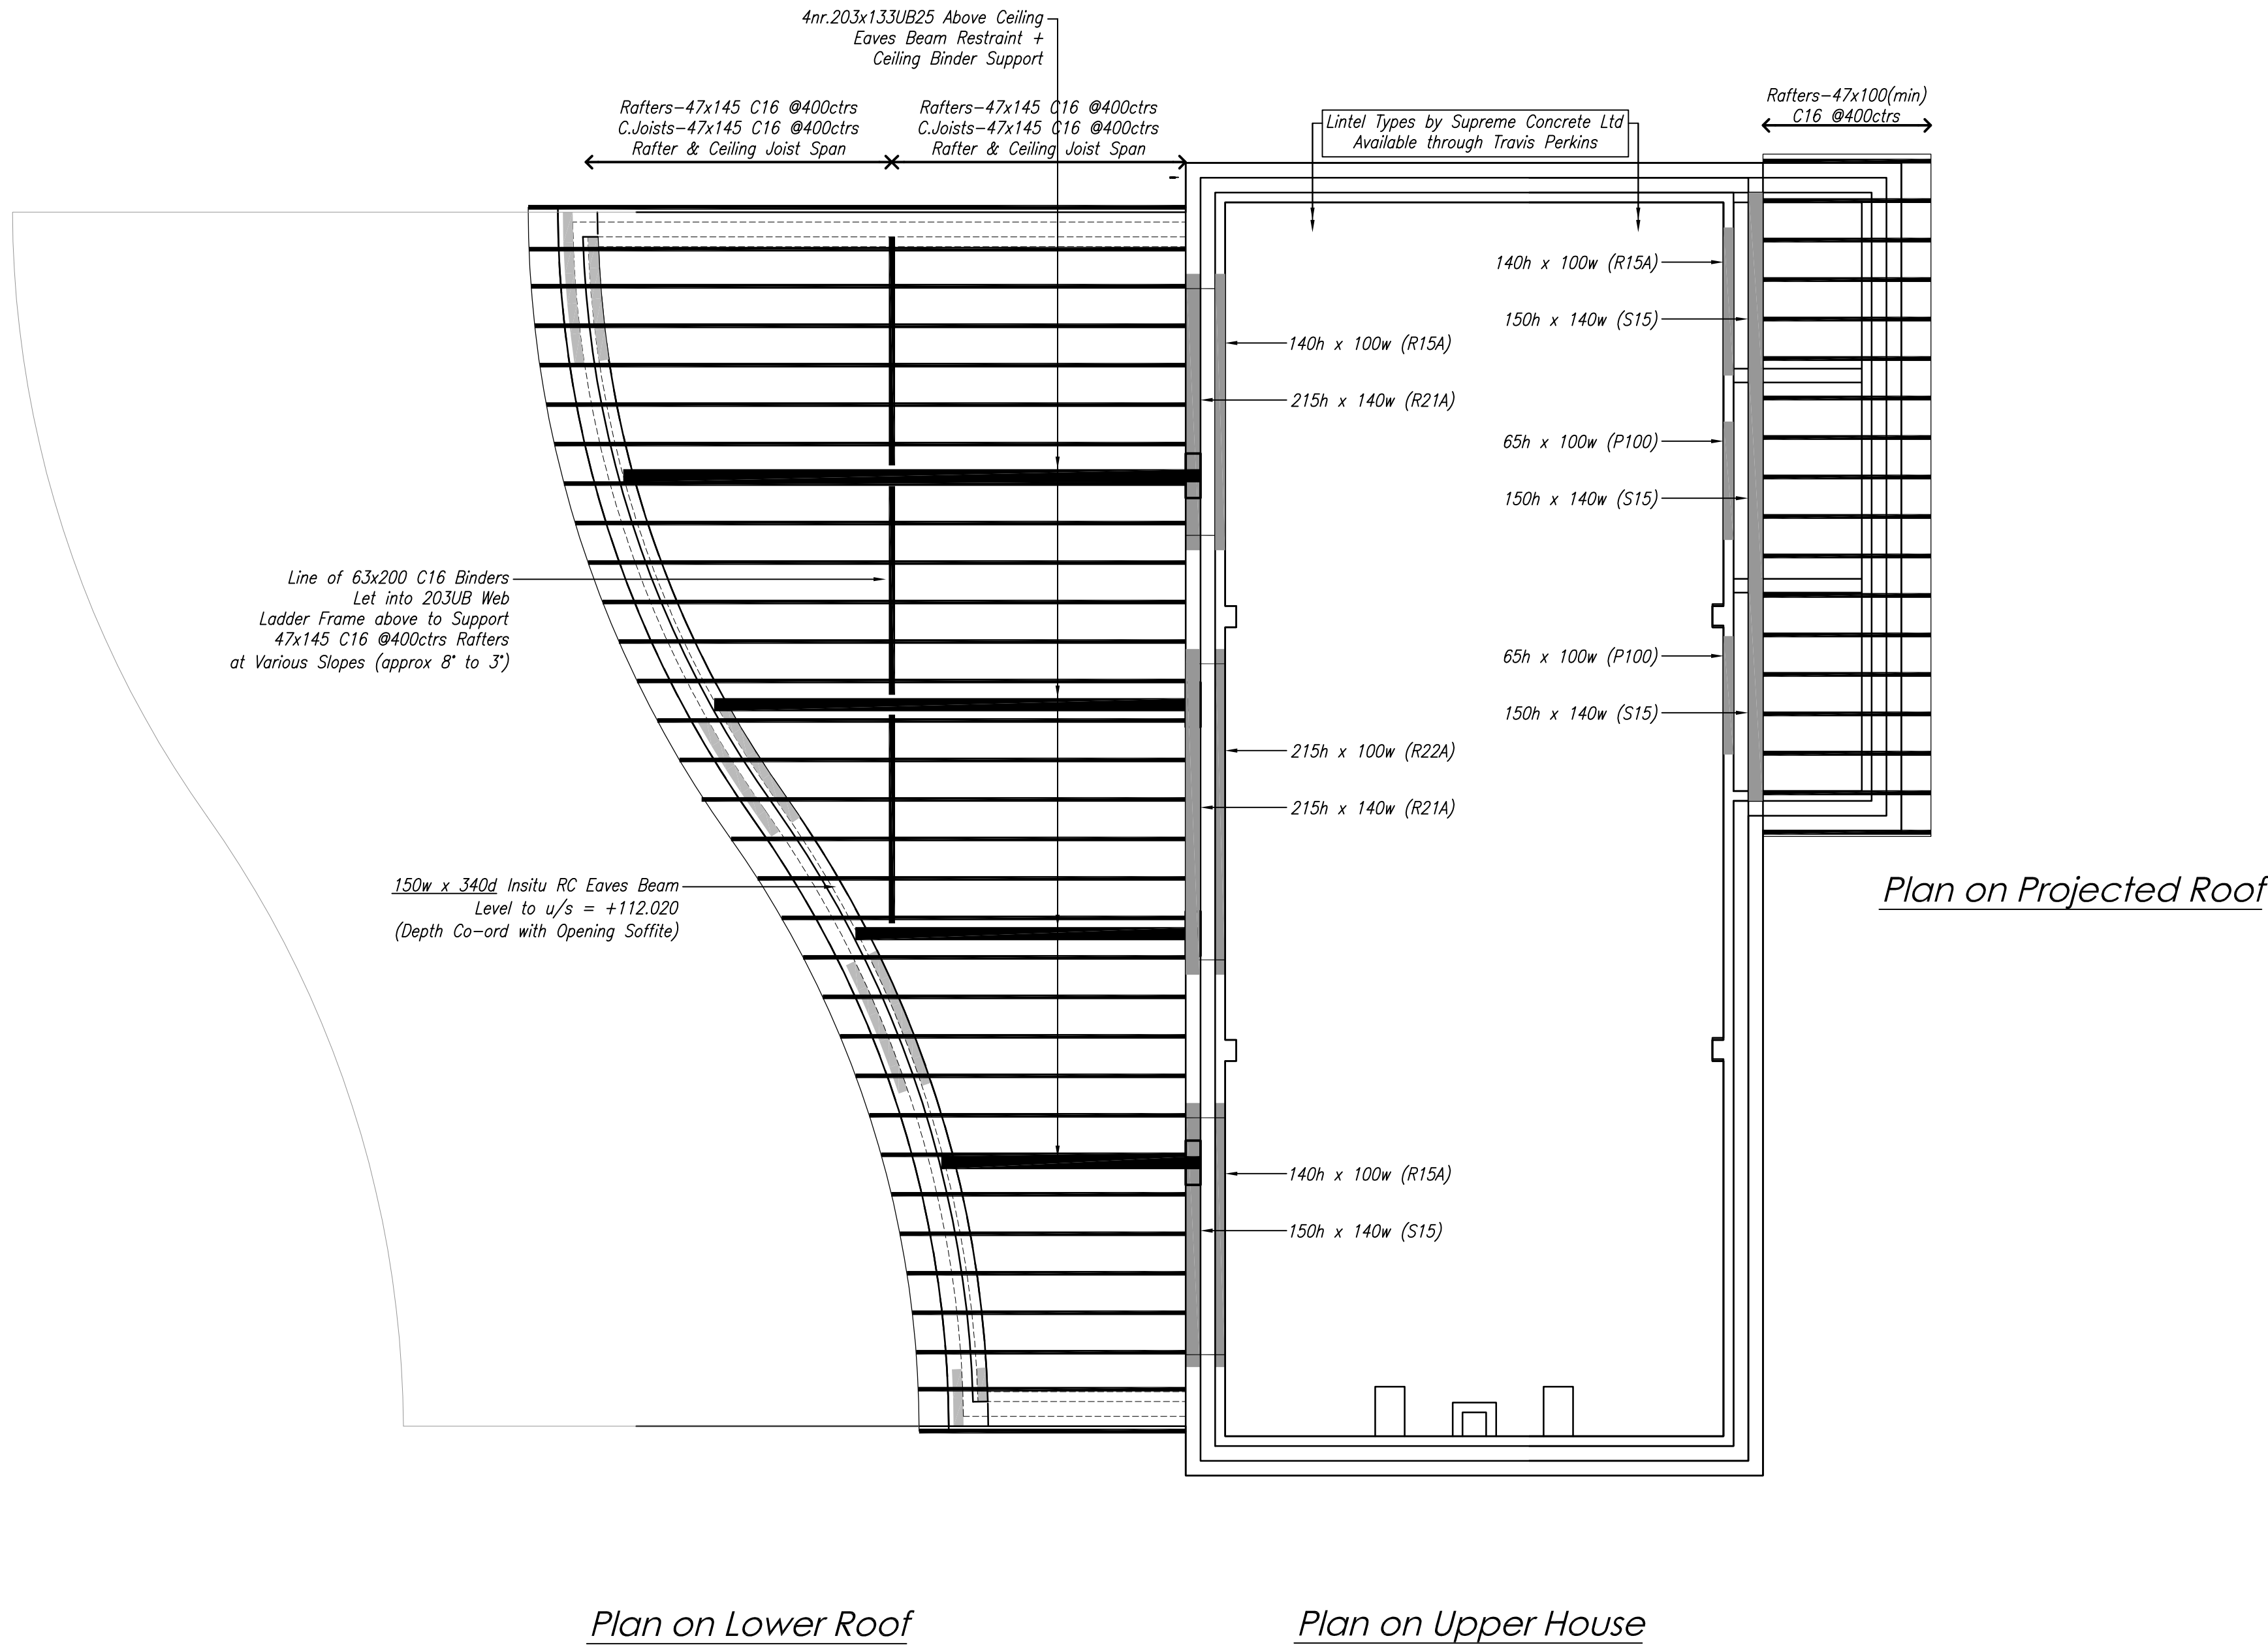 4nr.203x133UB25 Above Ceiling
Eaves Beam Restraint +
Ceiling Binder Support
Rafters-47x145 C16 @400ctrs
C.Joists-47x145 C16 @400ctrs
Rafter & Ceiling Joist Span
Rafters-47x145 C16 @400ctrs
C.Joists-47x145 C16 @400ctrs
Rafter & Ceiling Joist Span
Lintel Types by Supreme Concrete Ltd
Available through Travis Perkins
Rafters-47x100(min)
C16 @400ctrs
140h x 100w (R15A)
150h x 140w (S15)
140h x 100w (R15A)
215h x 140w (R21A)
65h x 100w (P100)
150h x 140w (S15)
Line of 63x200 C16 Binders
Let into 203UB Web
Ladder Frame above to Support
47x145 C16 @400ctrs Rafters
at Various Slopes (approx 8° to 3°)
65h x 100w (P100)
150h x 140w (S15)
215h x 100w (R22A)
215h x 140w (R21A)
150w x 340d Insitu RC Eaves Beam
Level to u/s = +112.020
(Depth Co-ord with Opening Soffite)
Plan on Projected Roof
140h x 100w (R15A)
150h x 140w (S15)
Plan on Lower Roof
Plan on Upper House